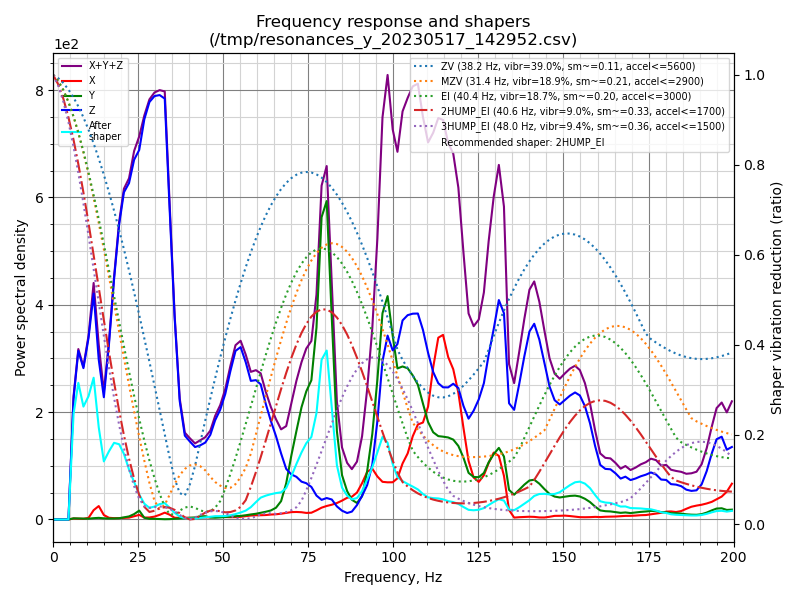 Frequency response and shapers
(/tmp/resonances_y_20230517_142952.csv)
1e2
X+Y+Z
X
Y
Z
After
shaper
ZV (38.2 Hz, vibr=39.0%, sm~=0.11, accel<=5600)
MZV (31.4 Hz, vibr=18.9%, sm~=0.21, accel<=2900)
EI (40.4 Hz, vibr=18.7%, sm~=0.20, accel<=3000)
2HUMP_EI (40.6 Hz, vibr=9.0%, sm~=0.33, accel<=1700)
3HUMP_EI (48.0 Hz, vibr=9.4%, sm~=0.36, accel<=1500)
Recommended shaper: 2HUMP_EI
8
6
4
2
0
Power spectral density
1.0
0.8
0.6
0.4
0.2
0.0
Shaper vibration reduction (ratio)
0 25 50 75 100 125 150 175 200
Frequency, Hz